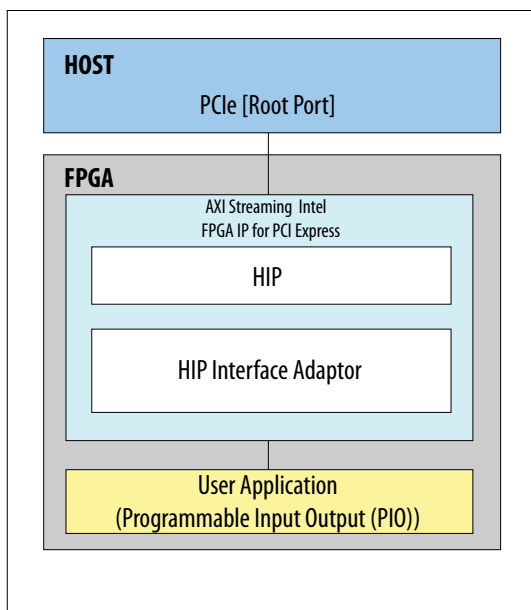 HOST
PCIe [Root Port]
FPGA
AXI Streaming Intel
FPGA IP for PCI Express
HIP
HIP Interface Adaptor
User Application
(Programmable Input Output (PIO))